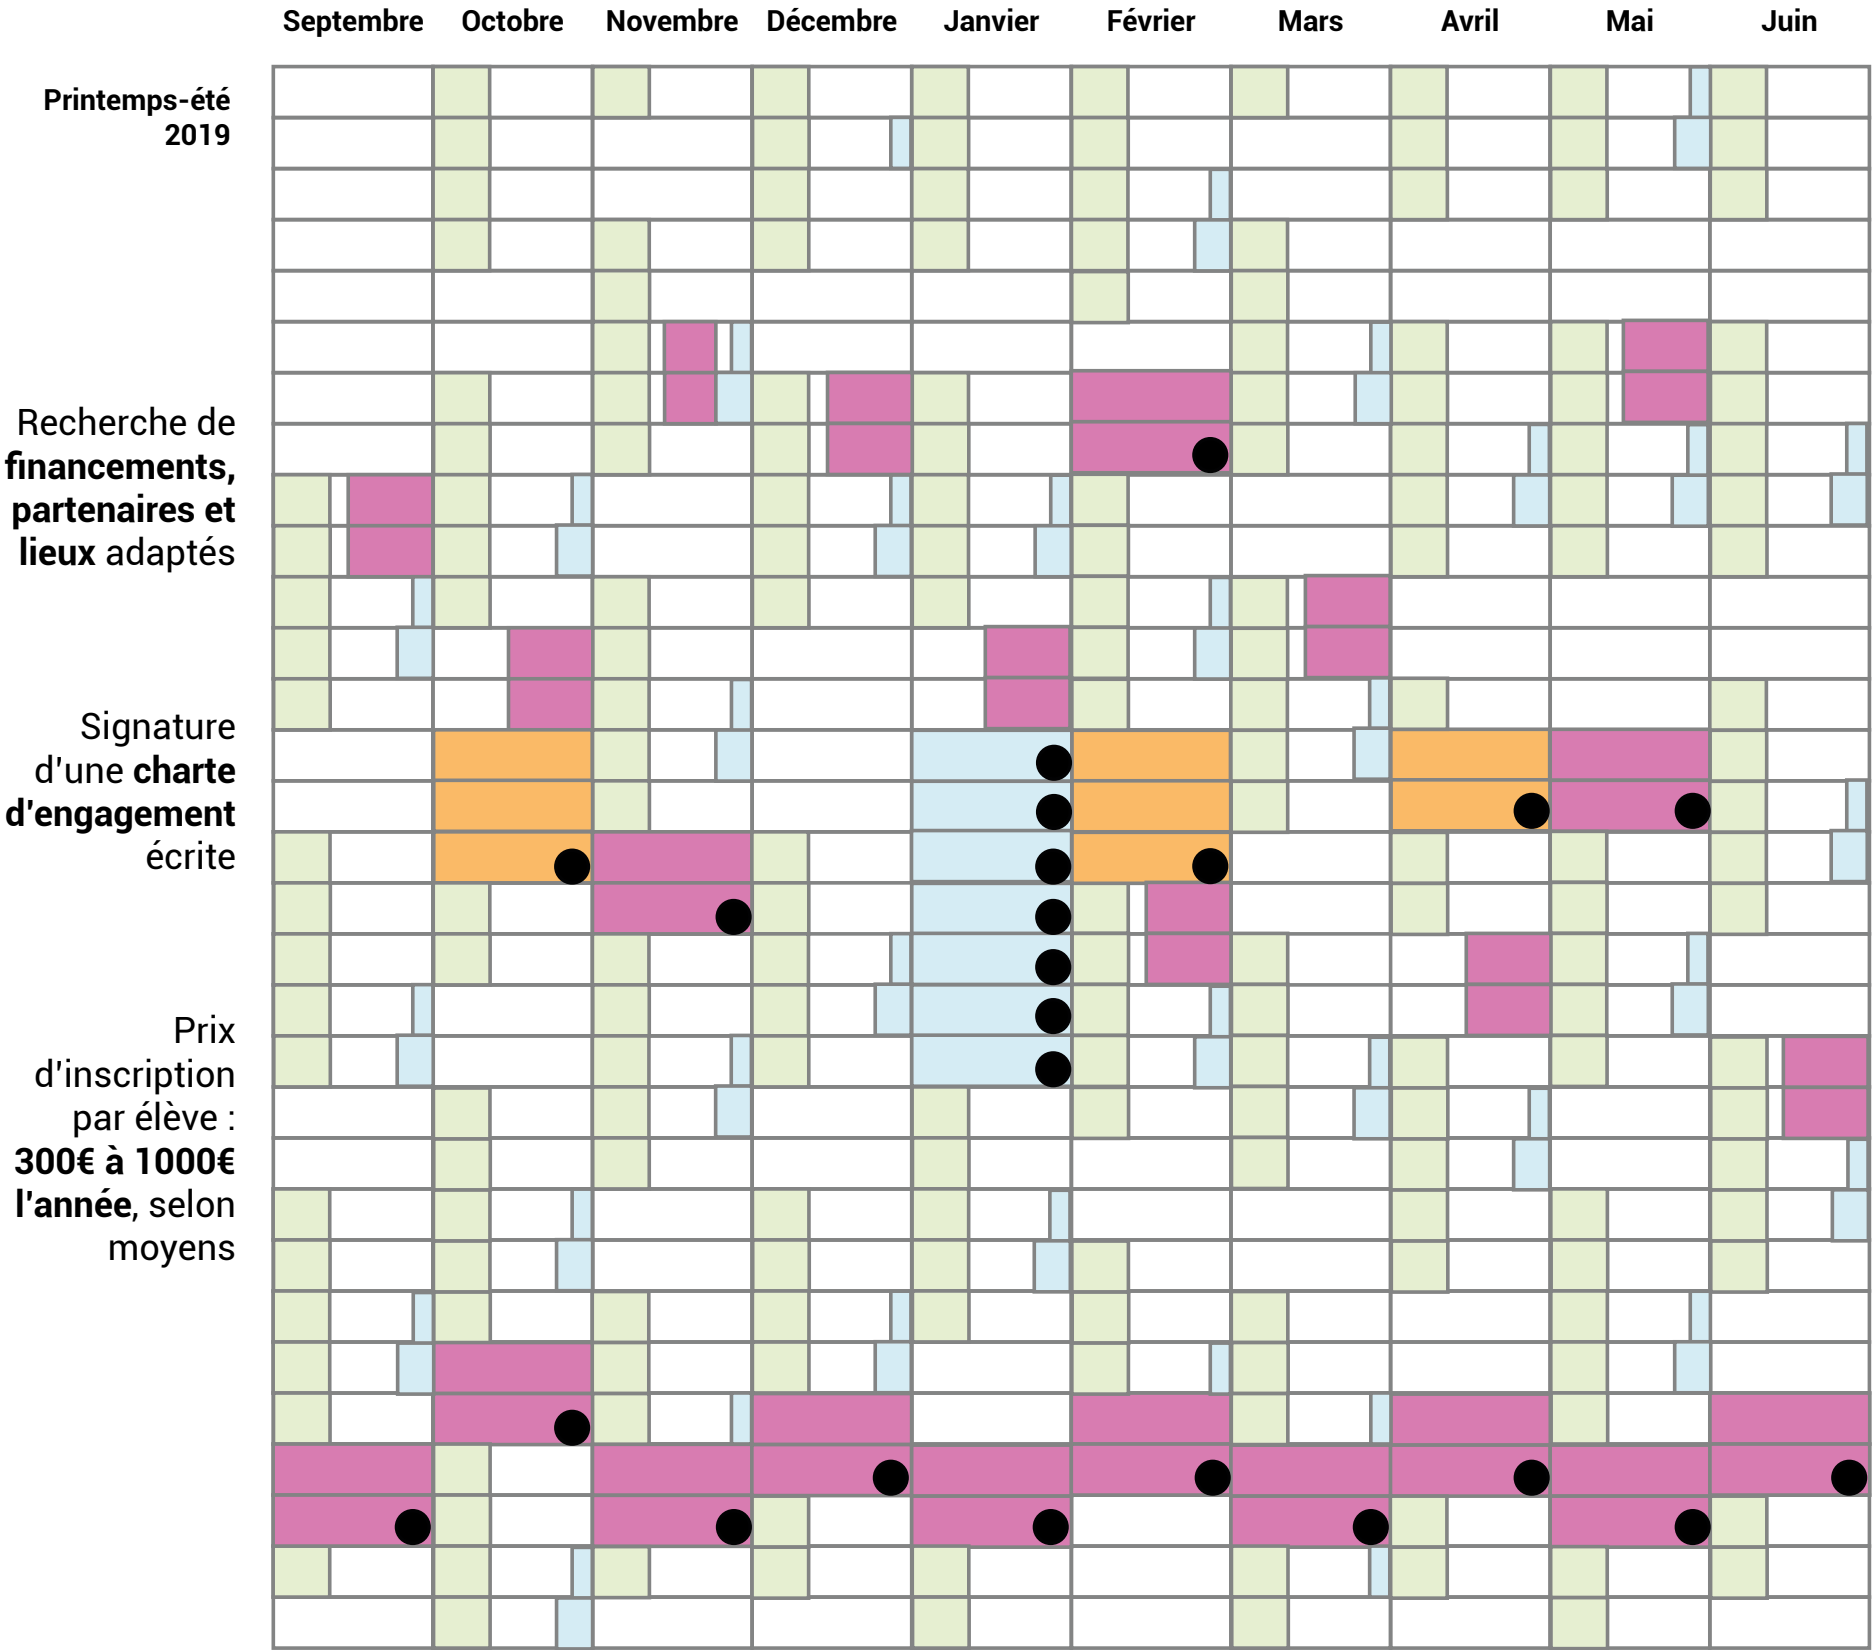 Septembre Octobre Novembre Décembre Janvier Février Mars Avril Mai Juin
Printemps-été
2019
Recherche de
financements,
partenaires et
lieux adaptés
Signature
d'une charte
d'engagement
écrite
Prix
d'inscription
par élève :
300€ à 1000€
l'année, selon
moyens